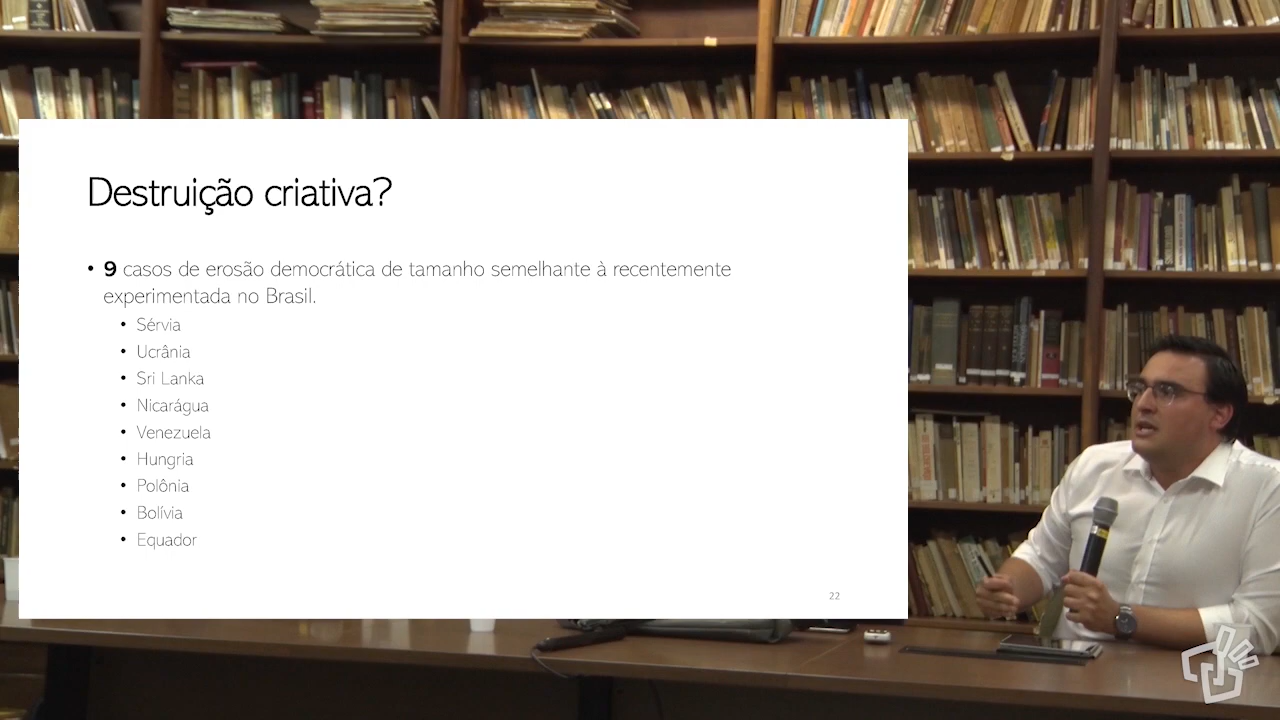 Destruição criativa?
• 9 casos de erosão democrática de tamanho semelhante à recentemente
experimentada no Brasil.
• Sérvia
• Ucrânia
• Sri Lanka
• Nicarágua
• Venezuela
• Hungria
• Polônia
• Bolívia
• Equador
22